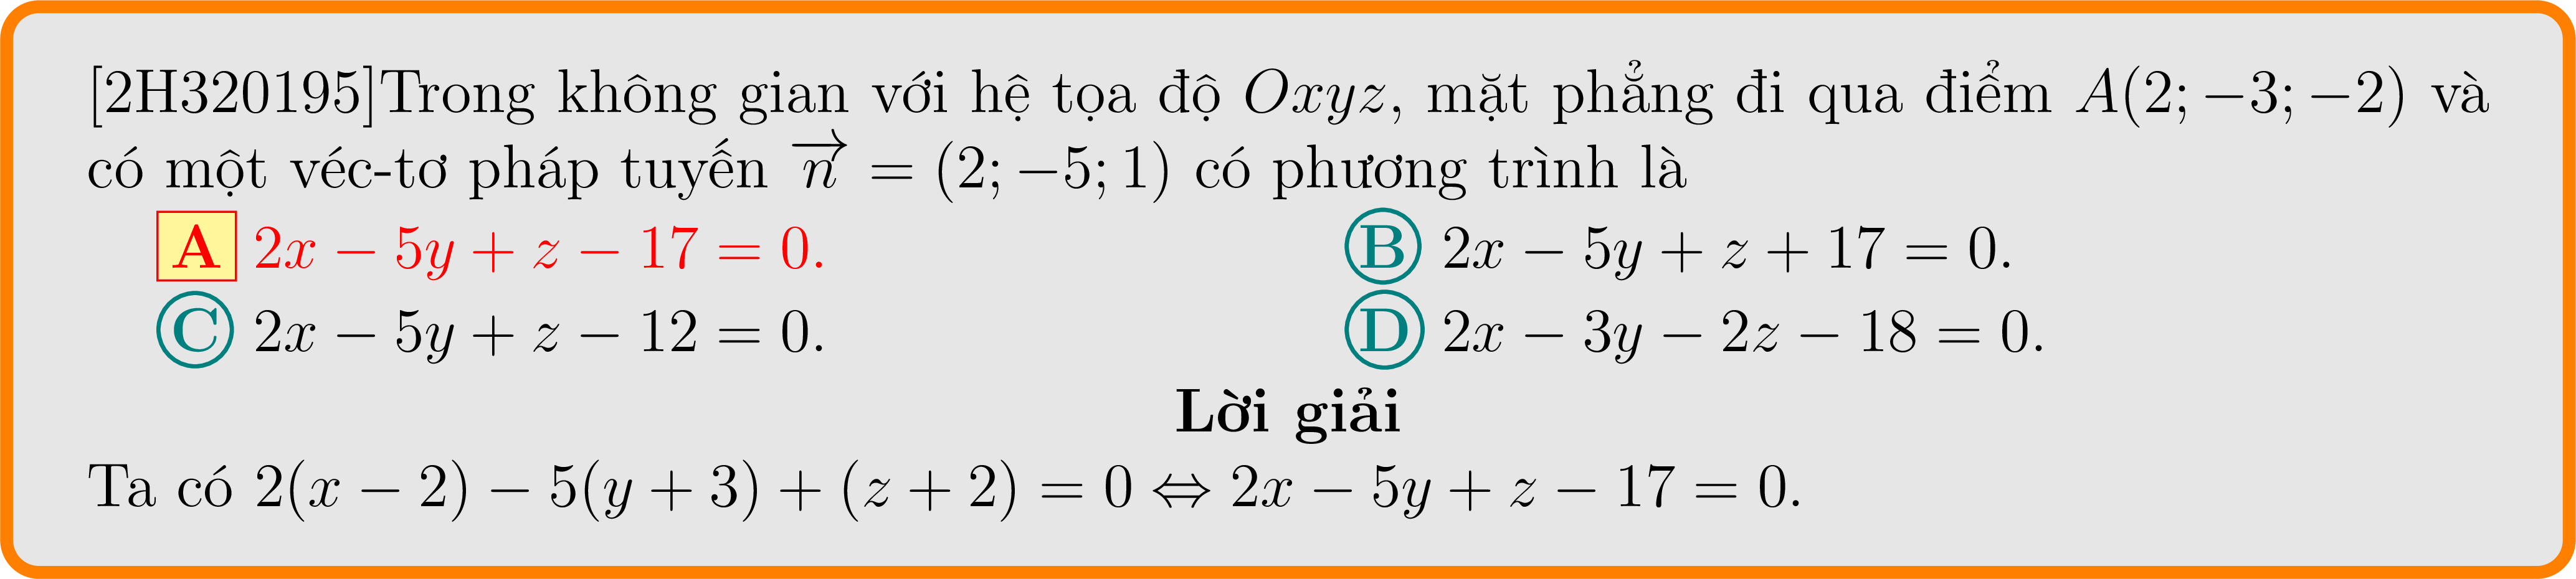 [2H320195]Trong không gian với hệ tọa độ Oxyz, mặt phẳng đi qua điểm A(2; −3; −2) và
có một véc-tơ pháp tuyến n⃗ = (2; −5; 1) có phương trình là
A 2x − 5y + z − 17 = 0. B 2x − 5y + z + 17 = 0.
C 2x − 5y + z − 12 = 0. D 2x − 3y − 2z − 18 = 0.
Lời giải
Ta có 2(x − 2) − 5(y + 3) + (z + 2) = 0 ⇔ 2x − 5y + z − 17 = 0.